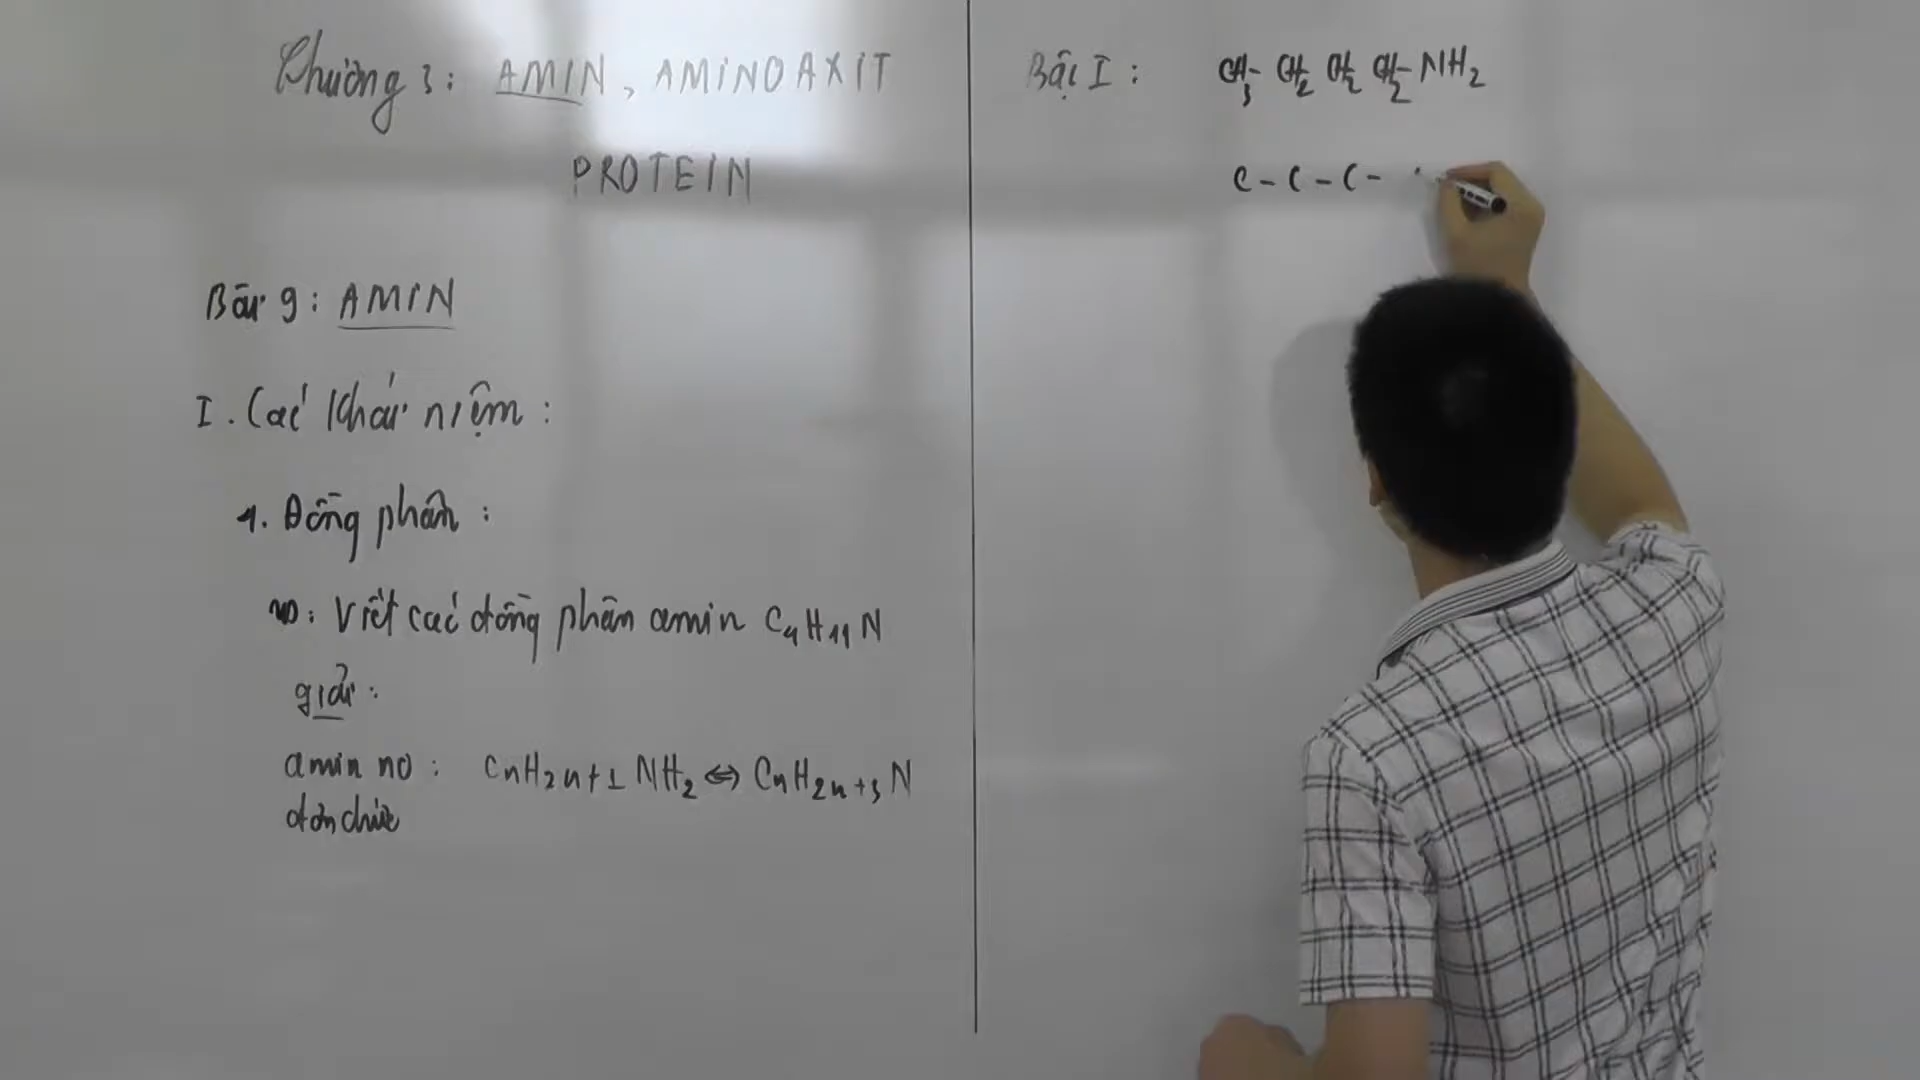 Chương 3: AMIN, AMINOAXIT
PROTEIN
Bài 9: AMIN
I. Các khái niệm:
1. Đồng phân:
VD: Viết các đồng phân amin C4H11N
giải:
amin no: CnH2n+1NH2 ⇔ CnH2n+3N
đơn chức
Bậc I: CH3-CH2-CH2-CH2-NH2
C-C-C-